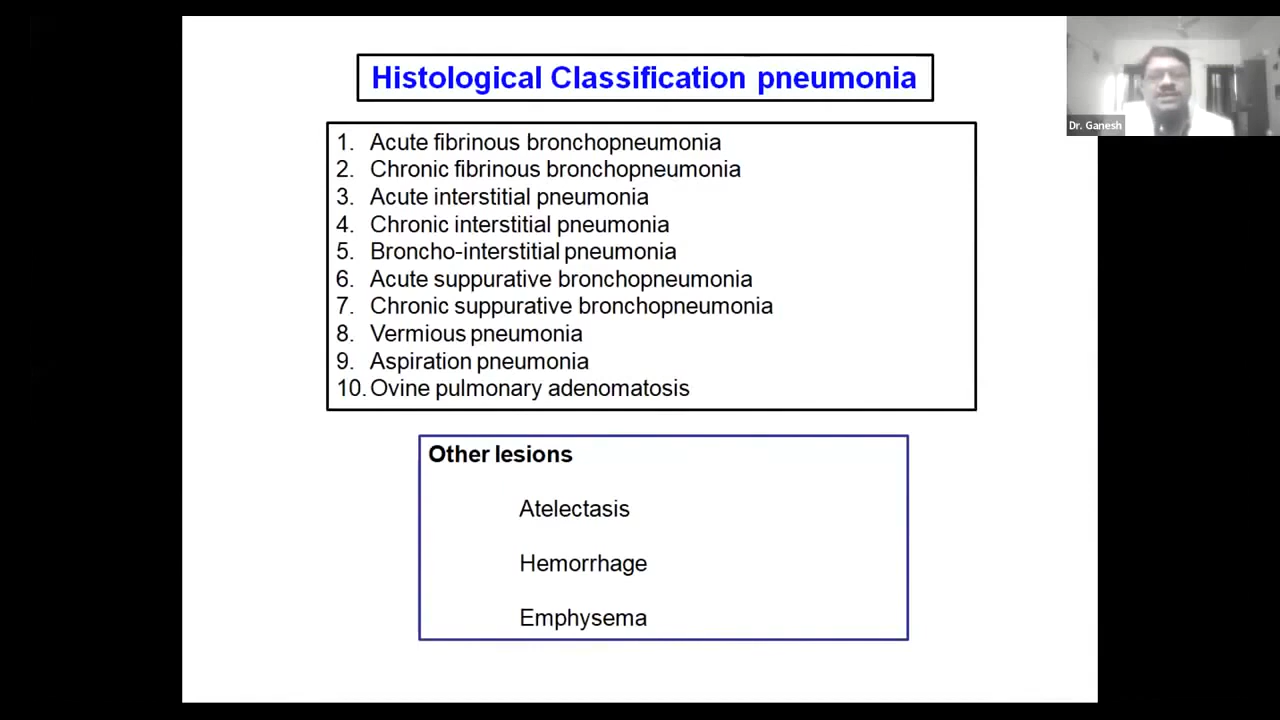 Histological Classification pneumonia
Dr. Ganesh
1. Acute fibrinous bronchopneumonia
2. Chronic fibrinous bronchopneumonia
3. Acute interstitial pneumonia
4. Chronic interstitial pneumonia
5. Broncho-interstitial pneumonia
6. Acute suppurative bronchopneumonia
7. Chronic suppurative bronchopneumonia
8. Vermious pneumonia
9. Aspiration pneumonia
10. Ovine pulmonary adenomatosis
Other lesions
Atelectasis
Hemorrhage
Emphysema